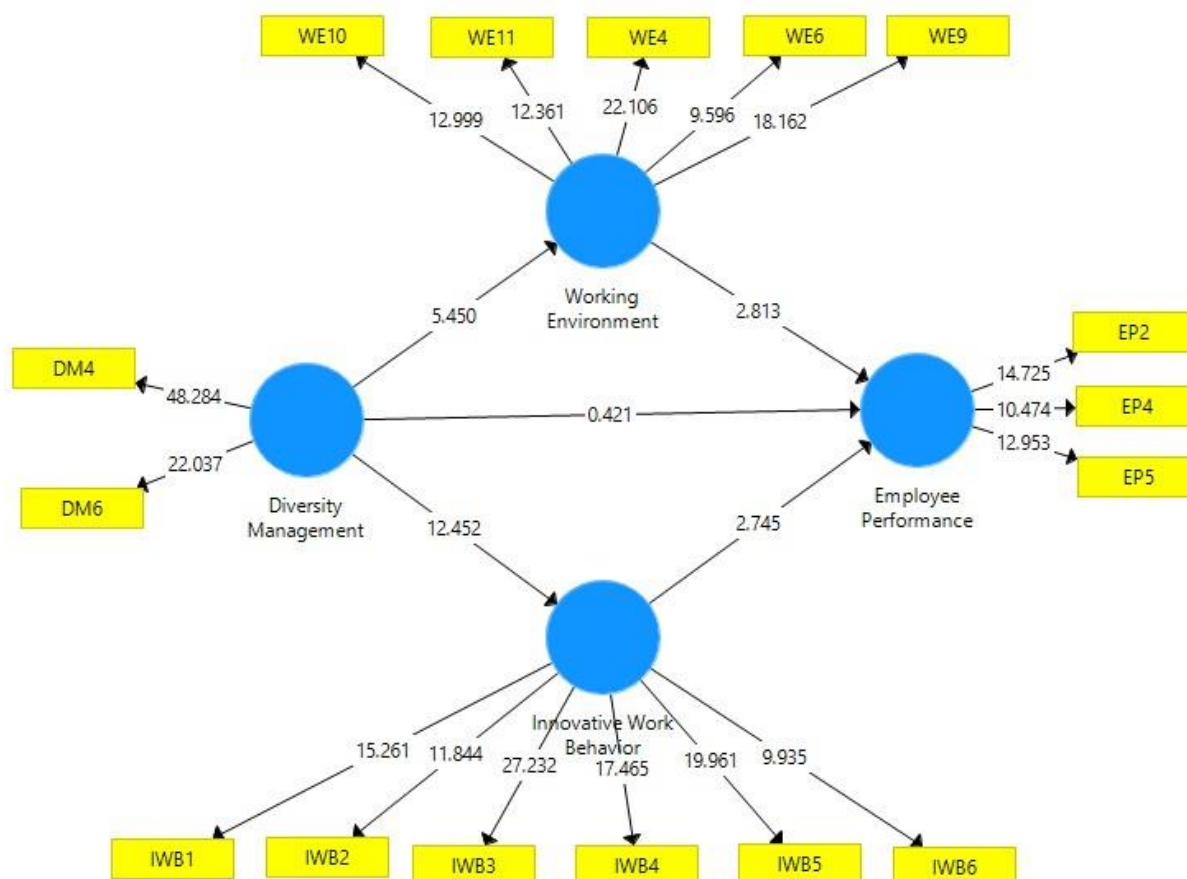 WE10
WE11
WE4
WE6
WE9
12.999
12.361
22.106
9.596
18.162
Working
Environment
5.450
2.813
DM4
48.284
22.037
DM6
Diversity
Management
0.421
EP2
14.725
10.474
EP4
12.953
EP5
Employee
Performance
12.452
2.745
Innovative Work
Behavior
15.261
11.844
27.232
17.465
19.961
9.935
IWB1
IWB2
IWB3
IWB4
IWB5
IWB6